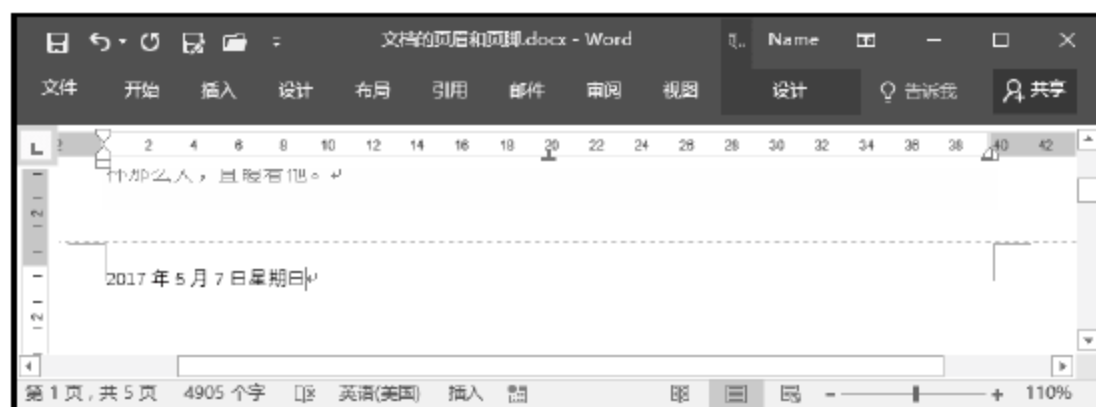 文档的页眉和页脚.docx - Word Name
文件 开始 插入 设计 布局 引用 邮件 审阅 视图 设计 告诉我 共享
L 2 2 4 6 8 10 12 14 16 18 20 22 24 26 28 30 32 34 36 38 40 42
2017 年 5 月 7 日星期日
第 1 页,共 5 页 4905 个字 英语(美国) 插入 110%